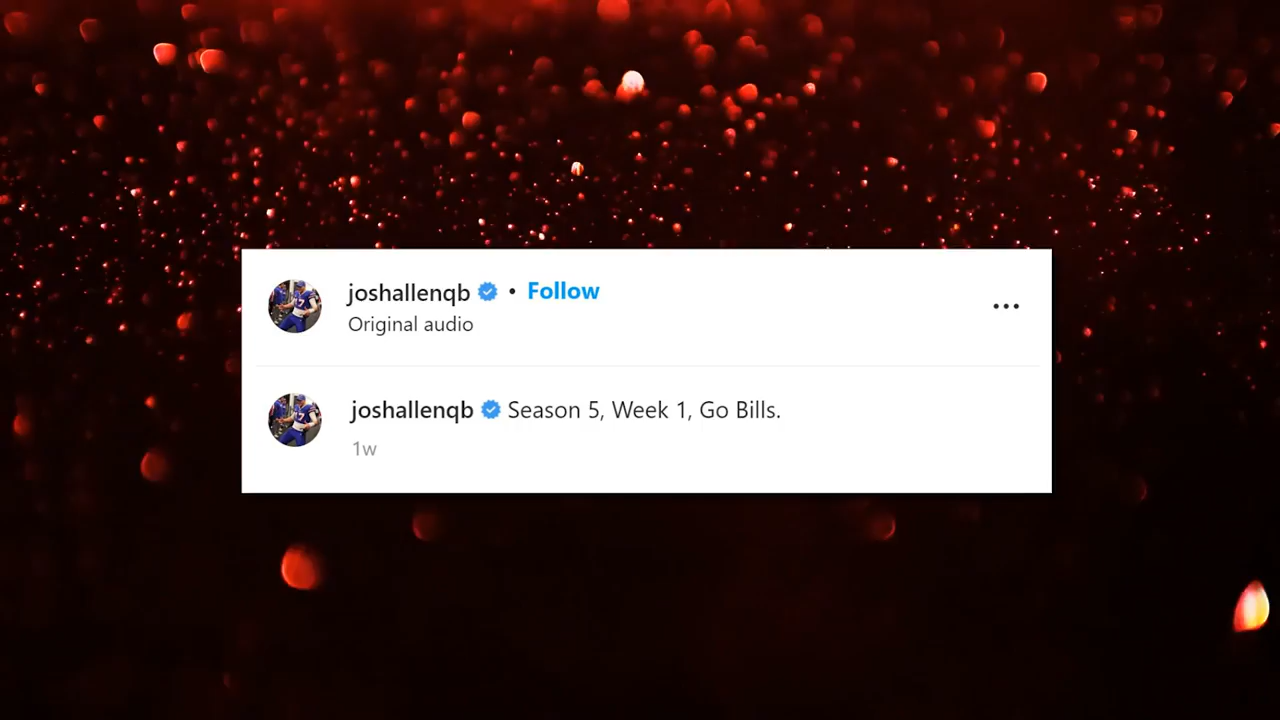 joshallenqb • Follow
Original audio
joshallenqb Season 5, Week 1, Go Bills.
1w